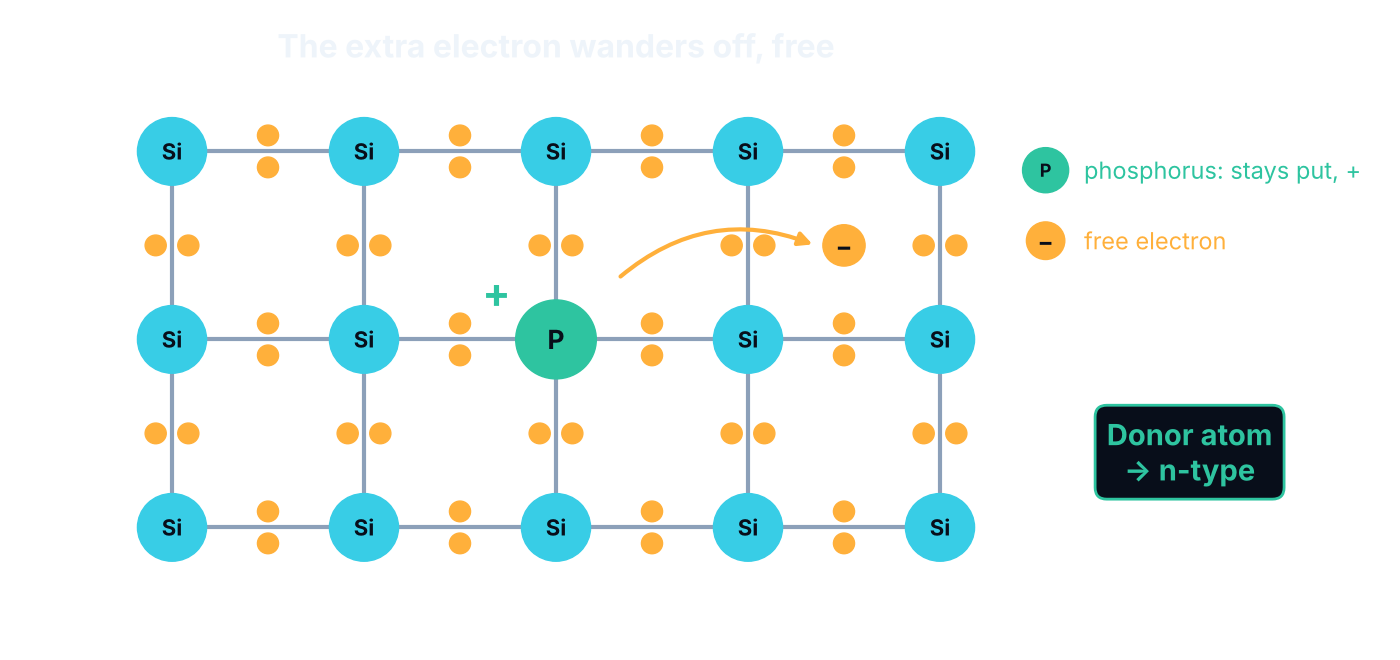 The extra electron wanders off, free
Si Si Si Si Si
P phosphorus: stays put, +
– free electron
–
+
Si Si P Si Si
Donor atom
→ n-type
Si Si Si Si Si